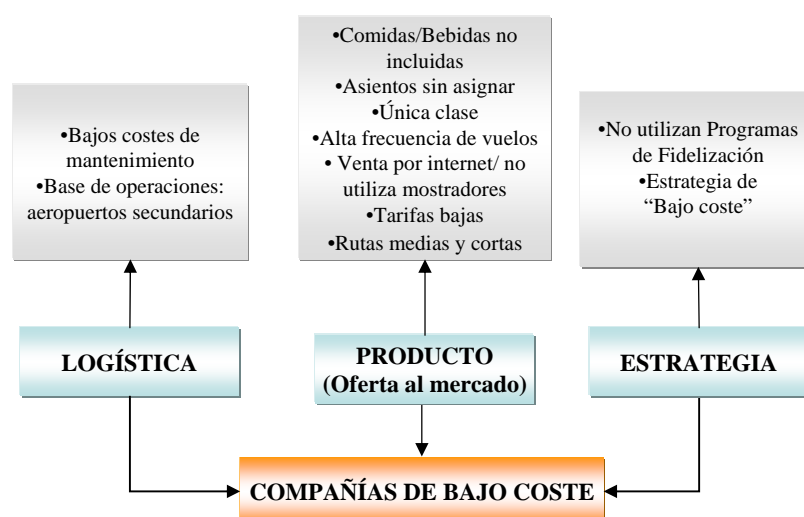 •Bajos costes de
mantenimiento
•Base de operaciones:
aeropuertos secundarios
•Comidas/Bebidas no
incluidas
•Asientos sin asignar
•Única clase
•Alta frecuencia de vuelos
• Venta por internet/ no
utiliza mostradores
•Tarifas bajas
•Rutas medias y cortas
•No utilizan Programas
de Fidelización
•Estrategia de
“Bajo coste”
LOGÍSTICA
PRODUCTO
(Oferta al mercado)
ESTRATEGIA
COMPAÑÍAS DE BAJO COSTE